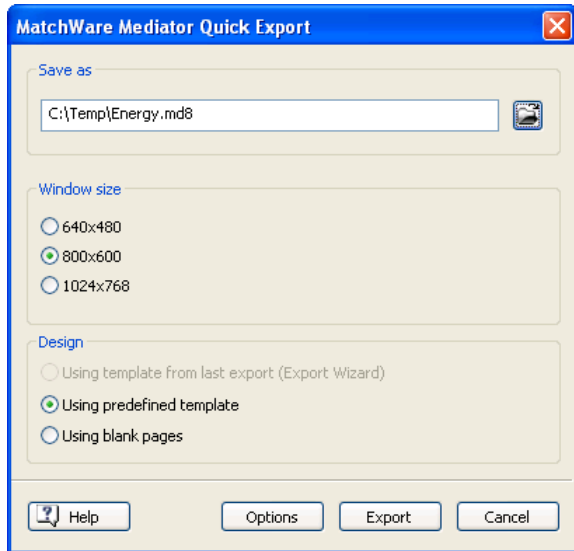 MatchWare Mediator Quick Export
Save as
C:\Temp\Energy.md8
Window size
640x480
800x600
1024x768
Design
Using template from last export (Export Wizard)
Using predefined template
Using blank pages
Help Options Export Cancel